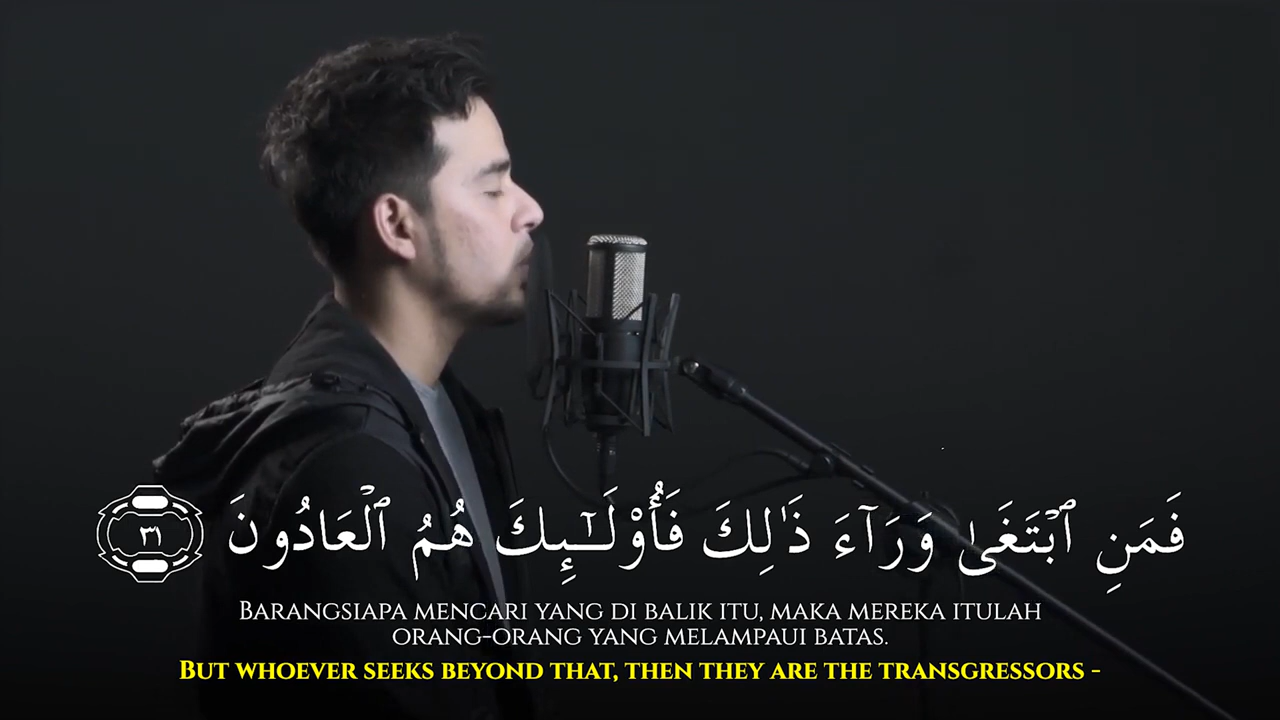 فَمَنِ ٱبْتَغَىٰ وَرَآءَ ذَٰلِكَ فَأُو۟لَـٰٓئِكَ هُمُ ٱلْعَادُونَ ٣١
Barangsiapa mencari yang di balik itu, maka mereka itulah
orang-orang yang melampaui batas.
But whoever seeks beyond that, then they are the transgressors -